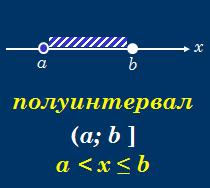 a b x
полуинтервал
(a; b ]
a < x ≤ b